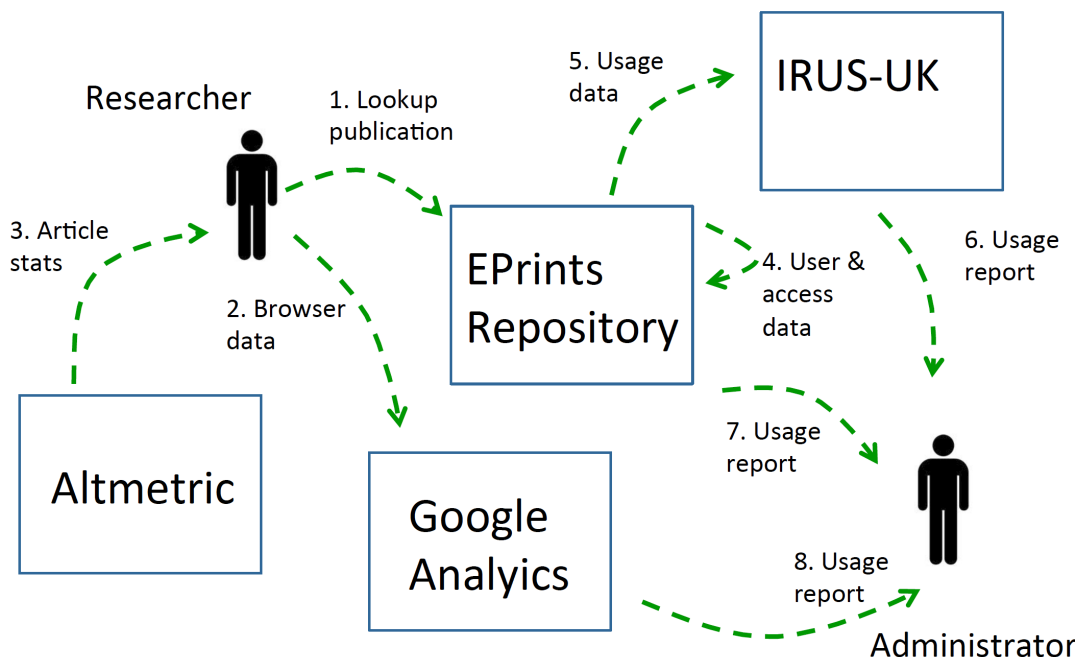 Researcher
1. Lookup
publication
5. Usage
data
IRUS-UK
3. Article
stats
2. Browser
data
EPrints
Repository
4. User &
access
data
6. Usage
report
Altmetric
Google
Analyics
7. Usage
report
8. Usage
report
Administrator